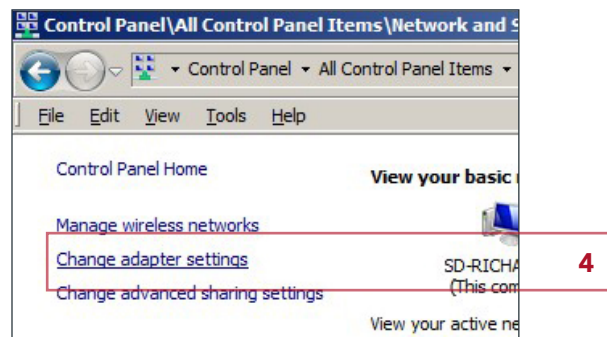 Control Panel\All Control Panel Items\Network and S
Control Panel All Control Panel Items
File Edit View Tools Help
Control Panel Home
View your basic
Manage wireless networks
Change adapter settings
4
SD-RICHA
Change advanced sharing settings
(This com
View your active ne